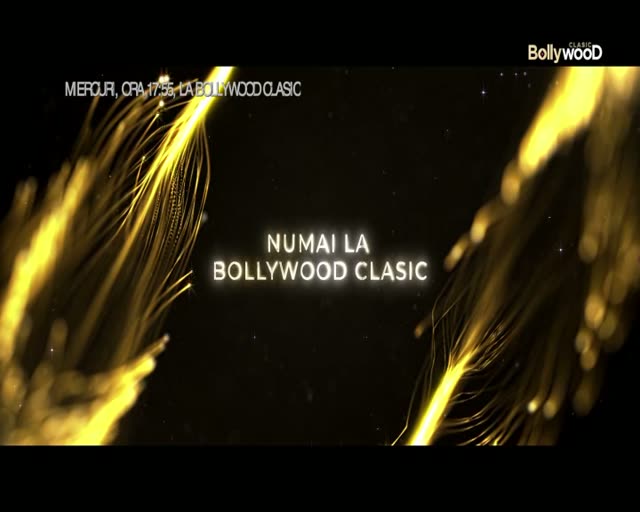 CLASIC
BollywooD
MIERCURI, ORA 17:55, LA BOLLYWOOD CLASIC
NUMAI LA
BOLLYWOOD CLASIC